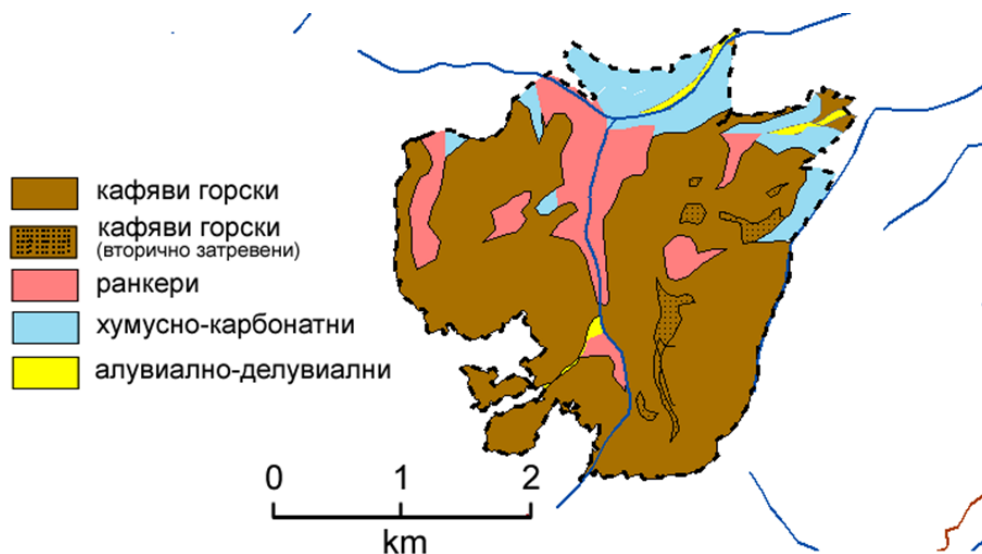 кафяви горски
кафяви горски
(вторично затревени)
ранкери
хумусно-карбонатни
алувиално-делувиални
0 1 2
km